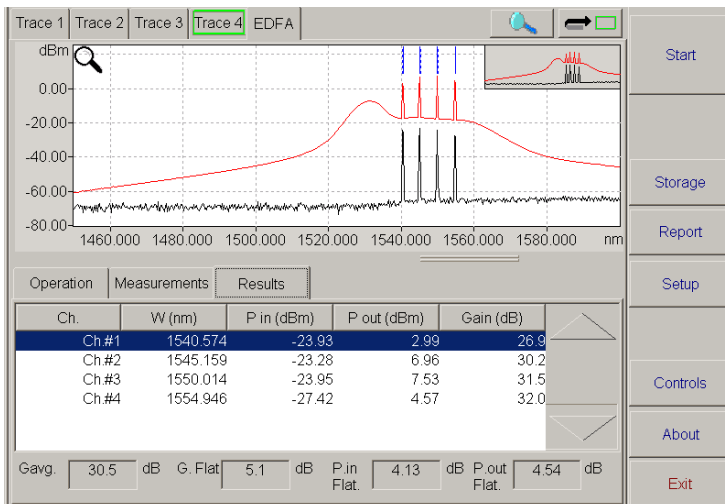 Trace 1 Trace 2 Trace 3 Trace 4 EDFA
dBm
0.00
-20.00
-40.00
-60.00
-80.00
1460.000 1480.000 1500.000 1520.000 1540.000 1560.000 1580.000 nm
Start
Storage
Report
Setup
Controls
About
Exit
Operation Measurements Results
Ch. W (nm) P in (dBm) P out (dBm) Gain (dB)
Ch.#1 1540.574 -23.93 2.99 26.9
Ch.#2 1545.159 -23.28 6.96 30.2
Ch.#3 1550.014 -23.95 7.53 31.5
Ch.#4 1554.946 -27.42 4.57 32.0
Gavg. 30.5 dB G. Flat 5.1 dB P.in Flat. 4.13 dB P.out Flat. 4.54 dB